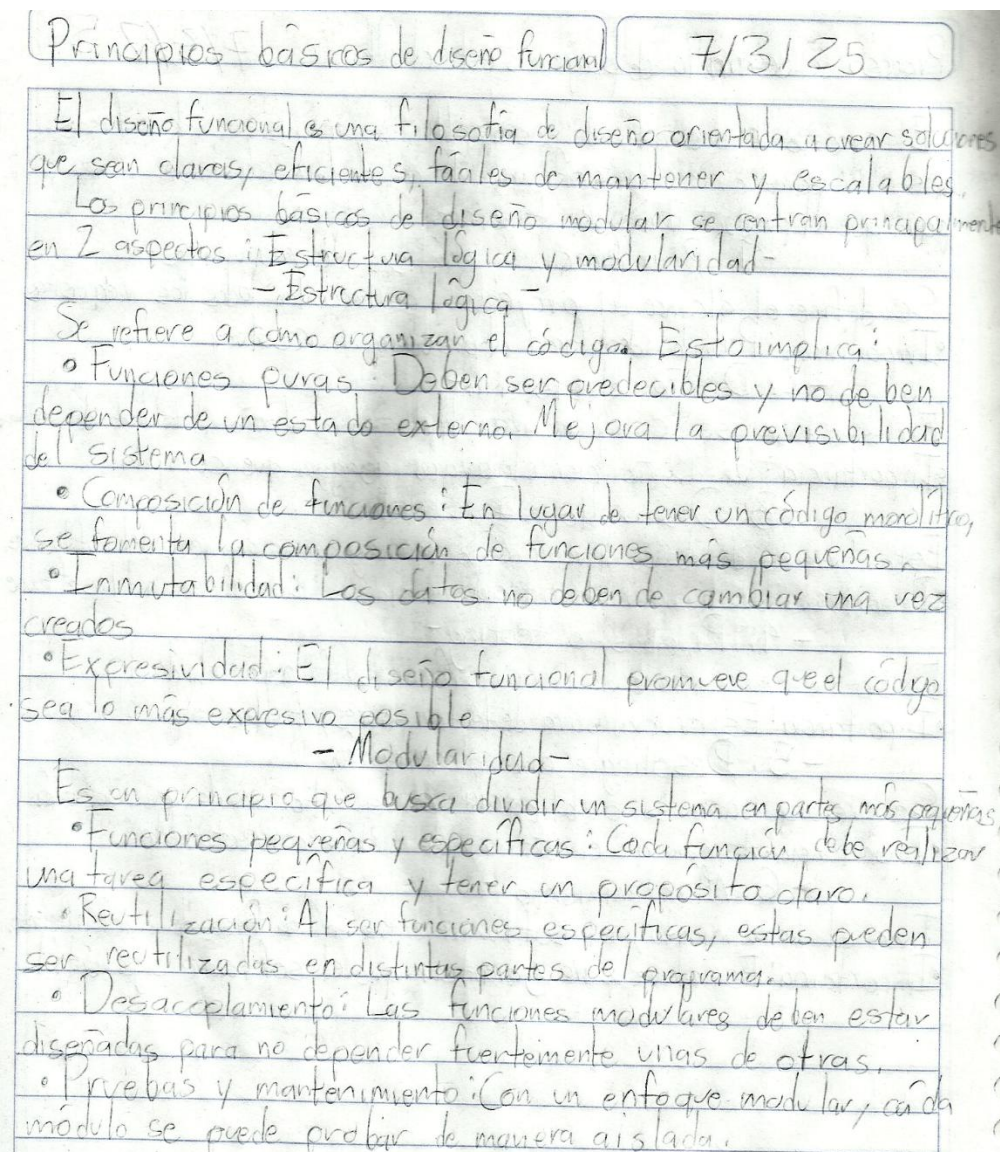 Principios básicos de diseño funcional 7/3/25
El diseño funcional es una filosofía de diseño orientada a crear soluciones
que sean claras, eficientes, fáciles de mantener y escalables.
Los principios básicos del diseño modular se centran principalmente
en 2 aspectos: Estructura lógica y modularidad-
- Estructura lógica -
Se refiere a cómo organizan el código. Esto implica:
• Funciones puras: Deben ser predecibles y no deben
depender de un estado externo. Mejora la previsibilidad
del sistema
• Composición de funciones: En lugar de tener un código monolítico,
se fomenta la composición de funciones más pequeñas.
• Inmutabilidad: Los datos no deben de cambiar una vez
creados
• Expresividad: El diseño funcional promueve que el código
sea lo más expresivo posible
- Modularidad -
Es un principio que busca dividir un sistema en partes más pequeñas.
• Funciones pequeñas y específicas: Cada función debe realizar
una tarea específica y tener un propósito claro.
• Reutilización: Al ser funciones específicas, estas pueden
ser reutilizadas en distintas partes del programa.
• Desacoplamiento: Las funciones modulares deben estar
diseñadas para no depender fuertemente unas de otras.
• Pruebas y mantenimiento: Con un enfoque modular, cada
módulo se puede probar de manera aislada.